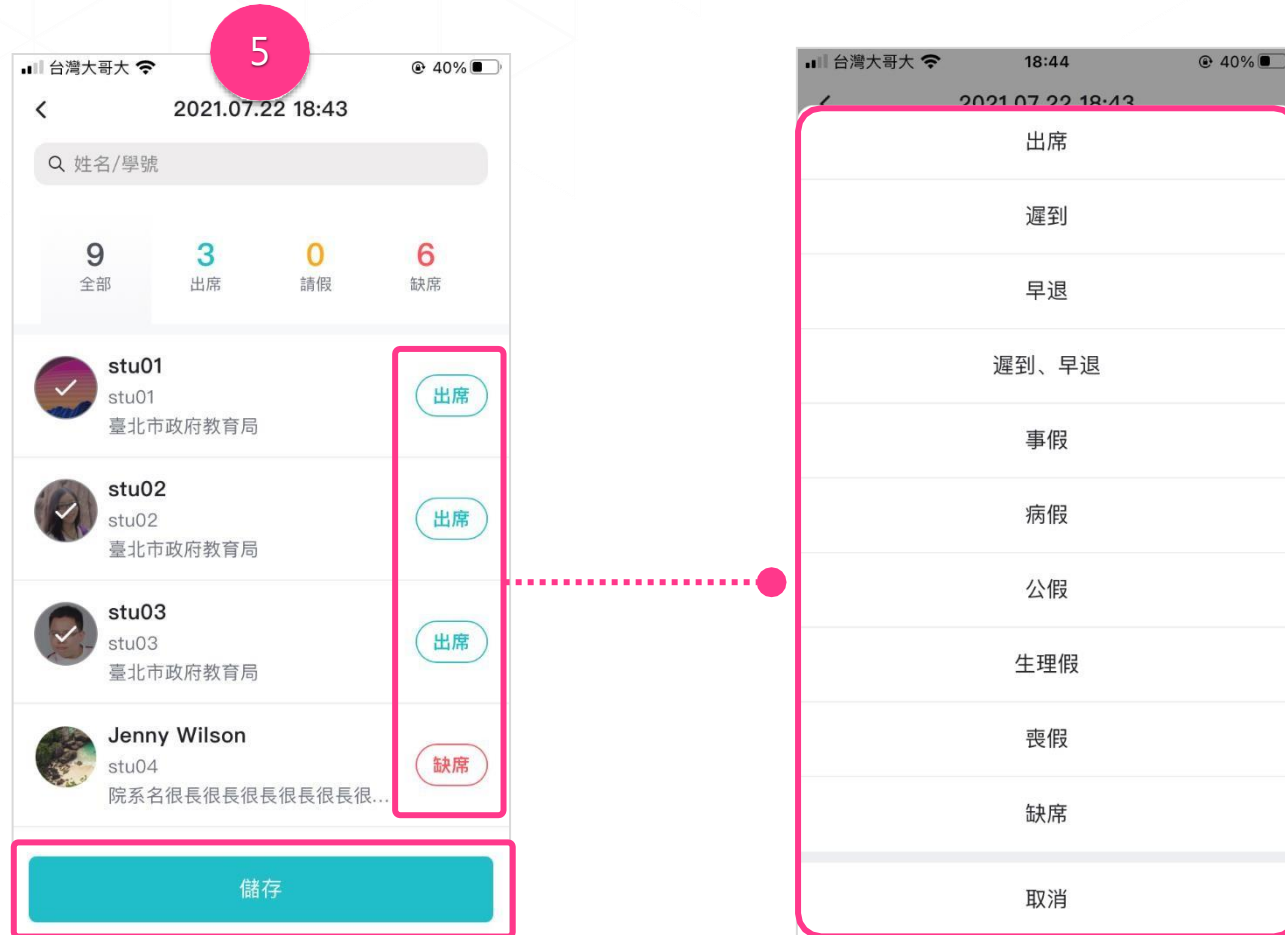 5
台灣大哥大
40%
2021.07.22 18:43
姓名/學號
9 3 0 6
全部 出席 請假 缺席
stu01
stu01
臺北市政府教育局
出席
stu02
stu02
臺北市政府教育局
出席
stu03
stu03
臺北市政府教育局
出席
Jenny Wilson
stu04
院系名很長很長很長很長很長很...
缺席
儲存
台灣大哥大 18:44 40%
2021.07.22 18:43
出席
遲到
早退
遲到、早退
事假
病假
公假
生理假
喪假
缺席
取消